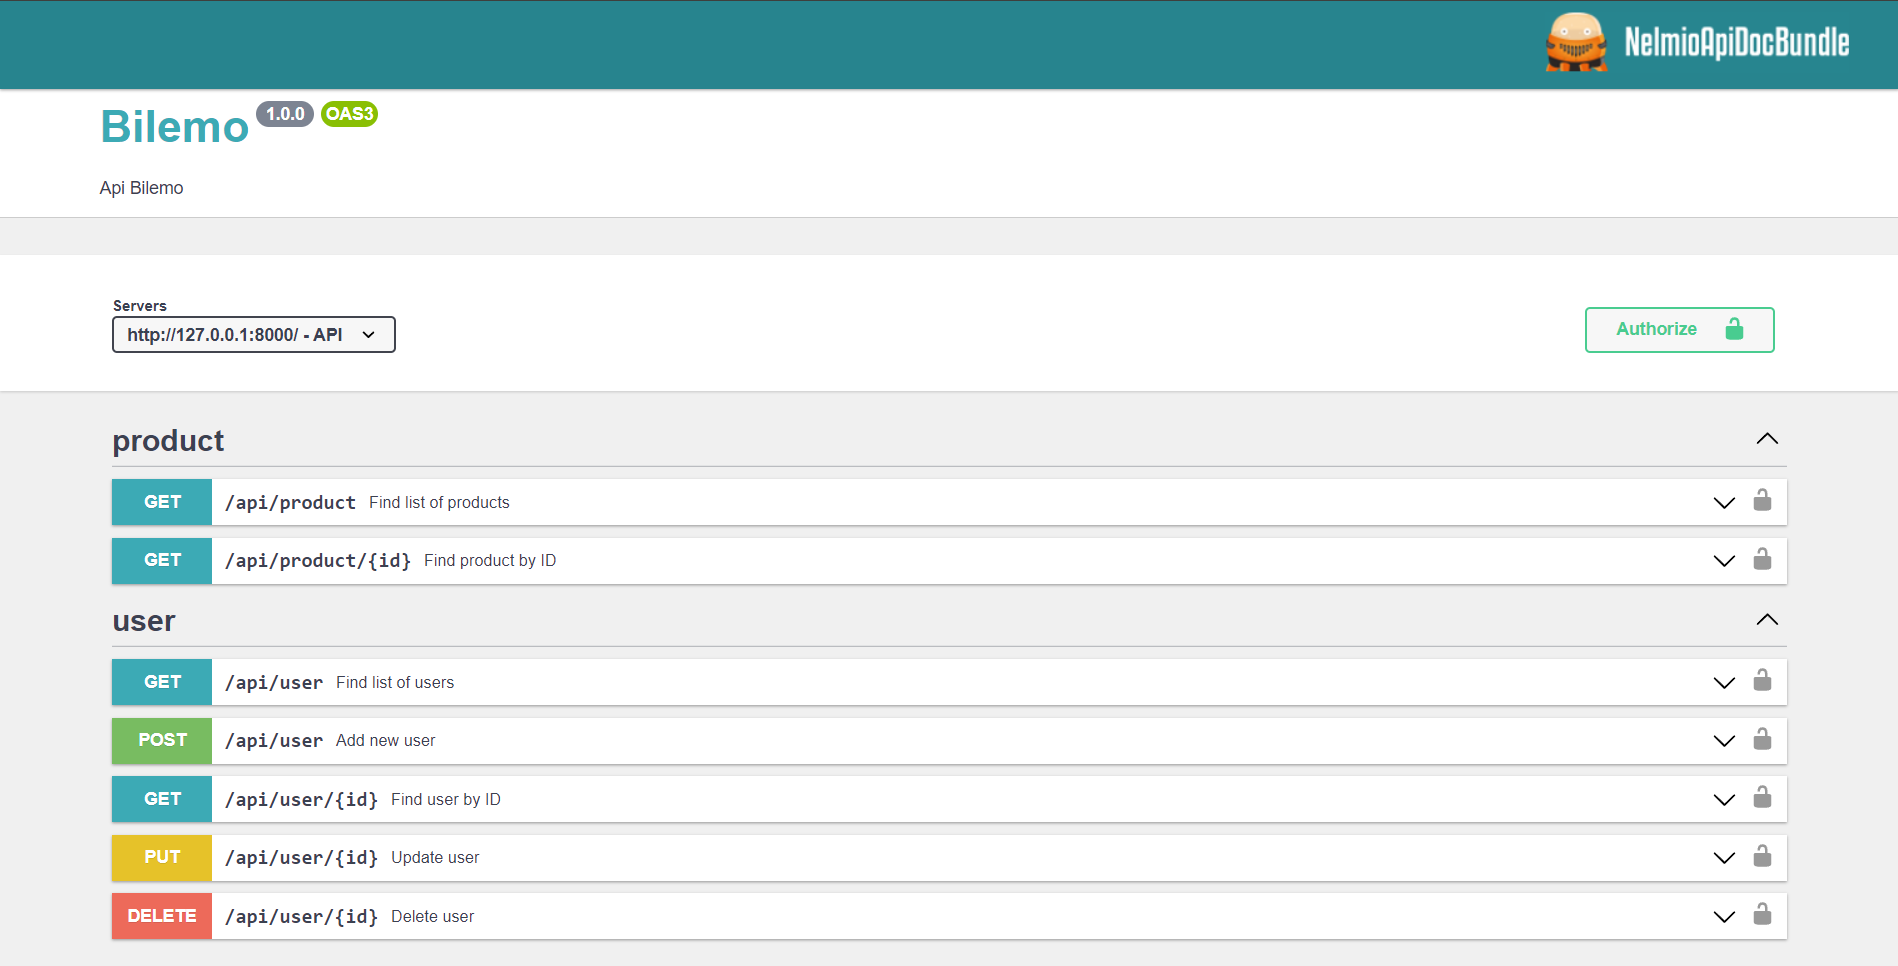 NelmioApiDocBundle
Bilemo 1.0.0 OAS3
Api Bilemo
Servers
http://127.0.0.1:8000/ - API
Authorize
product
GET /api/product Find list of products
GET /api/product/{id} Find product by ID
user
GET /api/user Find list of users
POST /api/user Add new user
GET /api/user/{id} Find user by ID
PUT /api/user/{id} Update user
DELETE /api/user/{id} Delete user